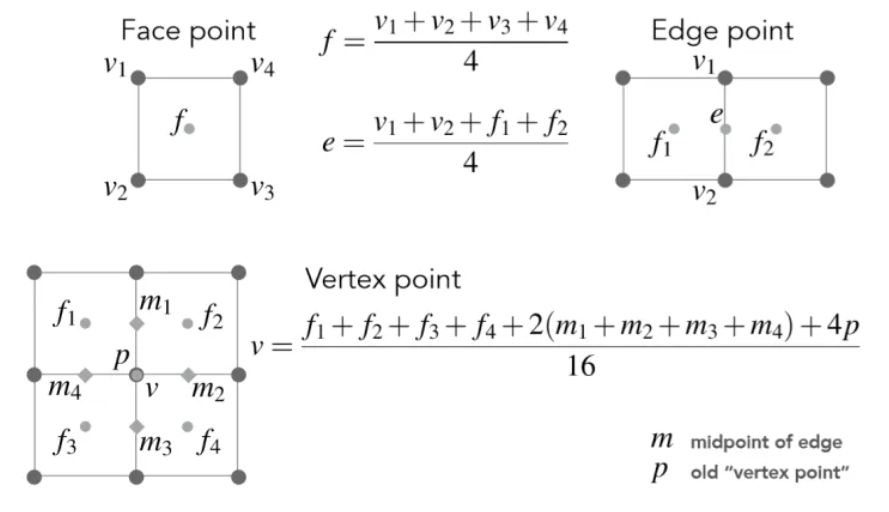 Face point
v₁ v₄
f
v₂ v₃
f = (v₁ + v₂ + v₃ + v₄) / 4
e = (v₁ + v₂ + f₁ + f₂) / 4
Edge point
v₁
e
f₁ f₂
v₂
f₁ m₁ f₂
p
m₄ v m₂
f₃ m₃ f₄
Vertex point
v = (f₁ + f₂ + f₃ + f₄ + 2(m₁ + m₂ + m₃ + m₄) + 4p) / 16
m midpoint of edge
p old "vertex point"